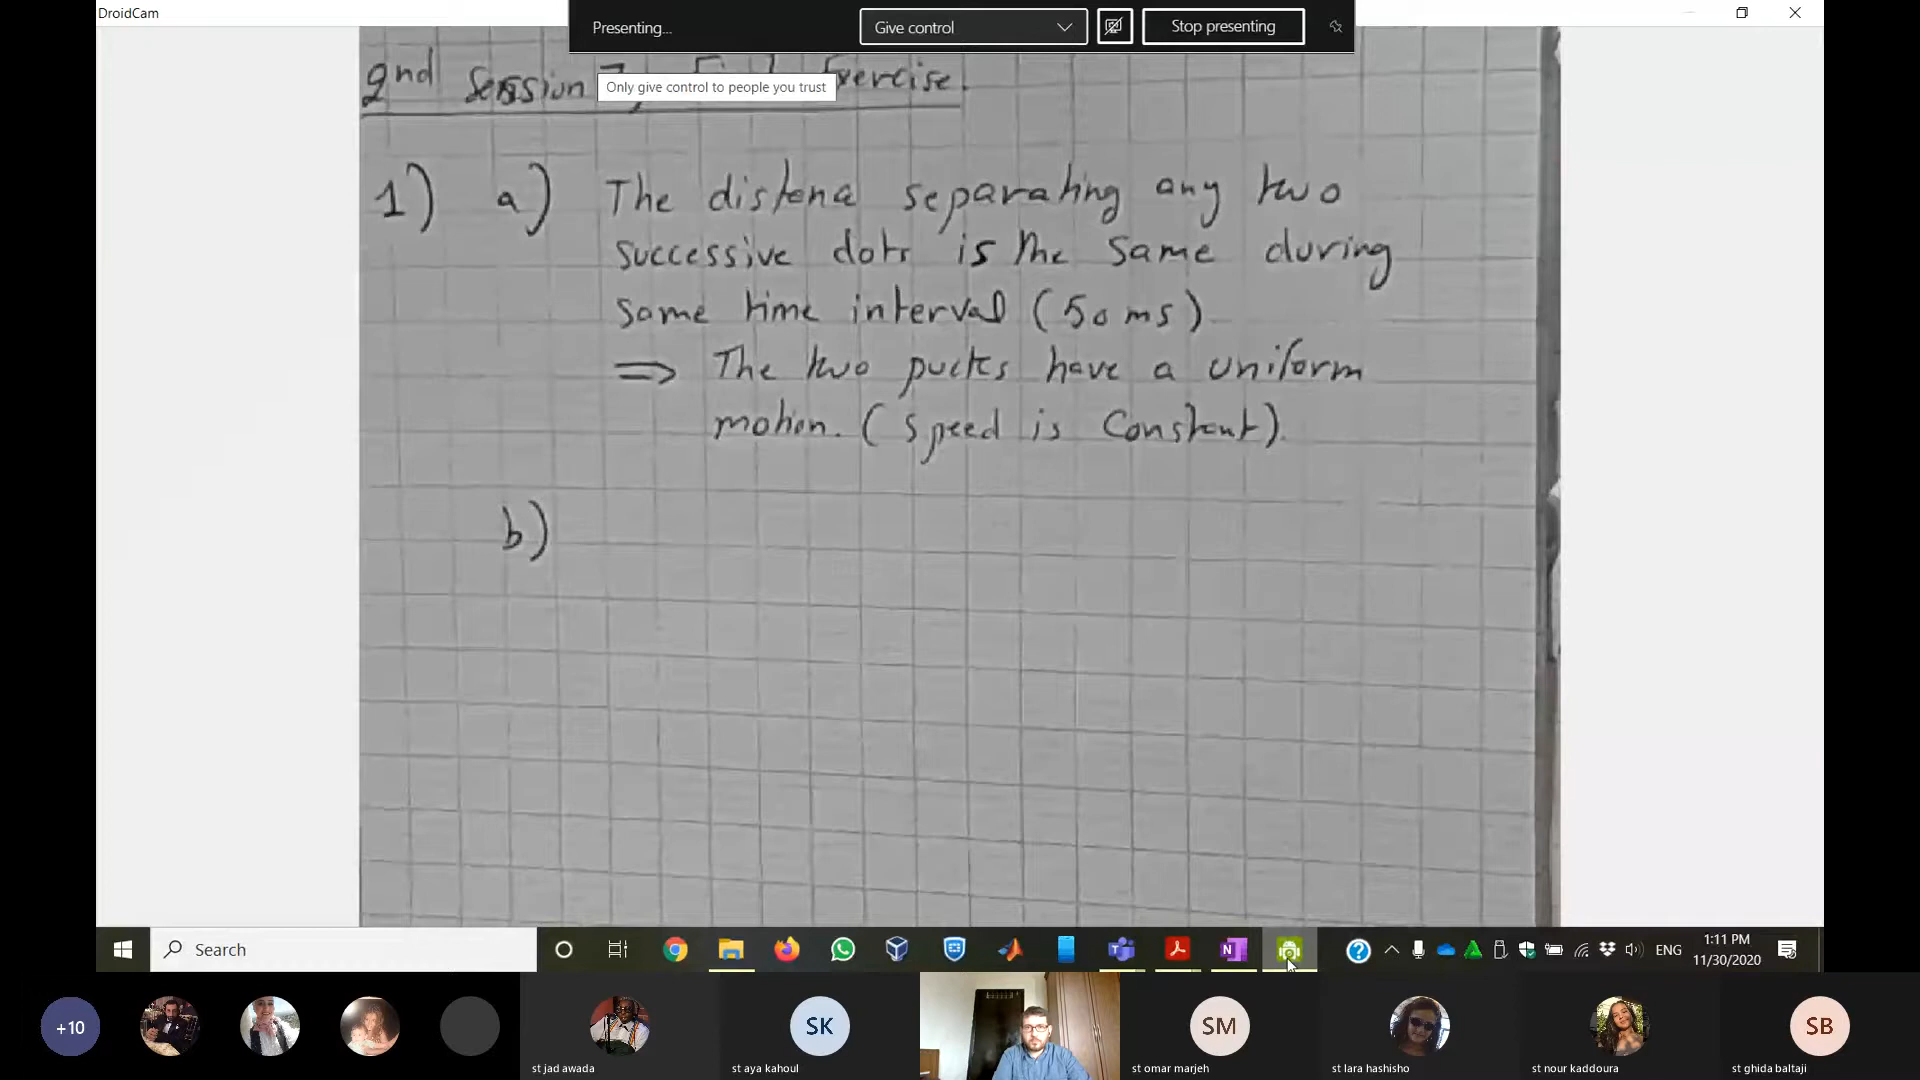 DroidCam
Presenting...
Give control
Stop presenting
Only give control to people you trust
2nd Session Exercise.
1) a) The distena separating any two
successive dots is the same during
same time interval (50 ms).
=> The two pucks have a uniform
motion. (Speed is Constant).
b)
Search
ENG
1:11 PM
11/30/2020
+10
st jad awada
SK
st aya kahoul
SM
st omar marjeh
st lara hashisho
st nour kaddoura
SB
st ghida baltaji